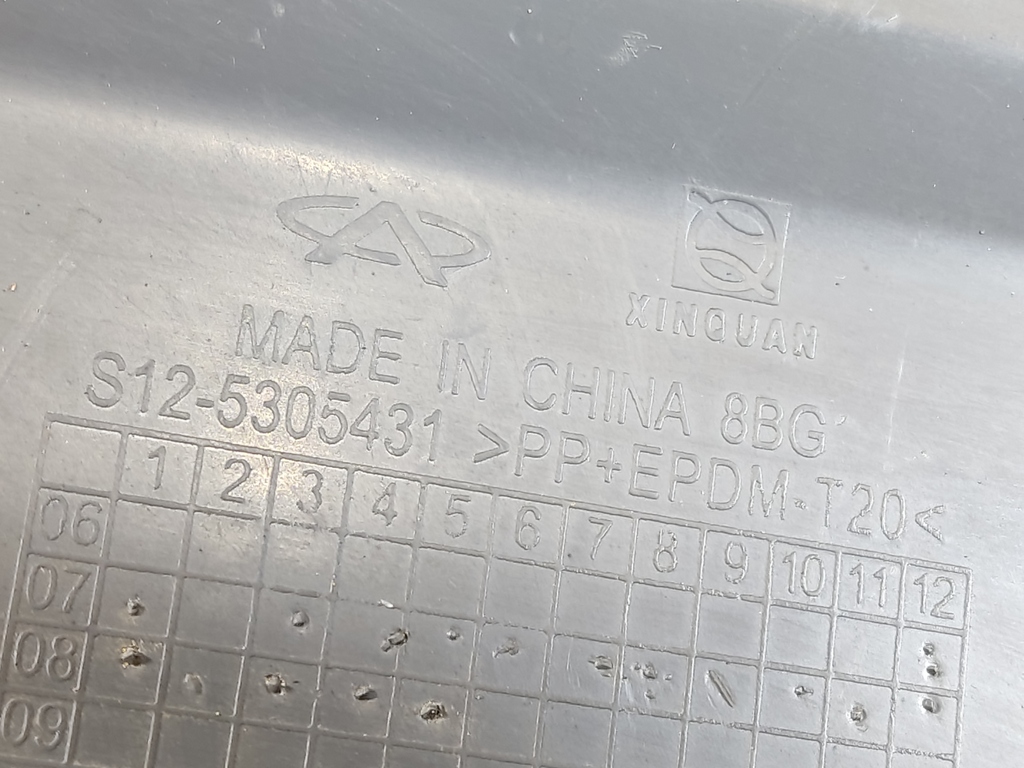 XINQUAN
MADE IN CHINA 8BG
S12-5305431 >PP+EPDM-T20<
1 2 3 4 5 6 7 8 9 10 11 12
06
07
08
09